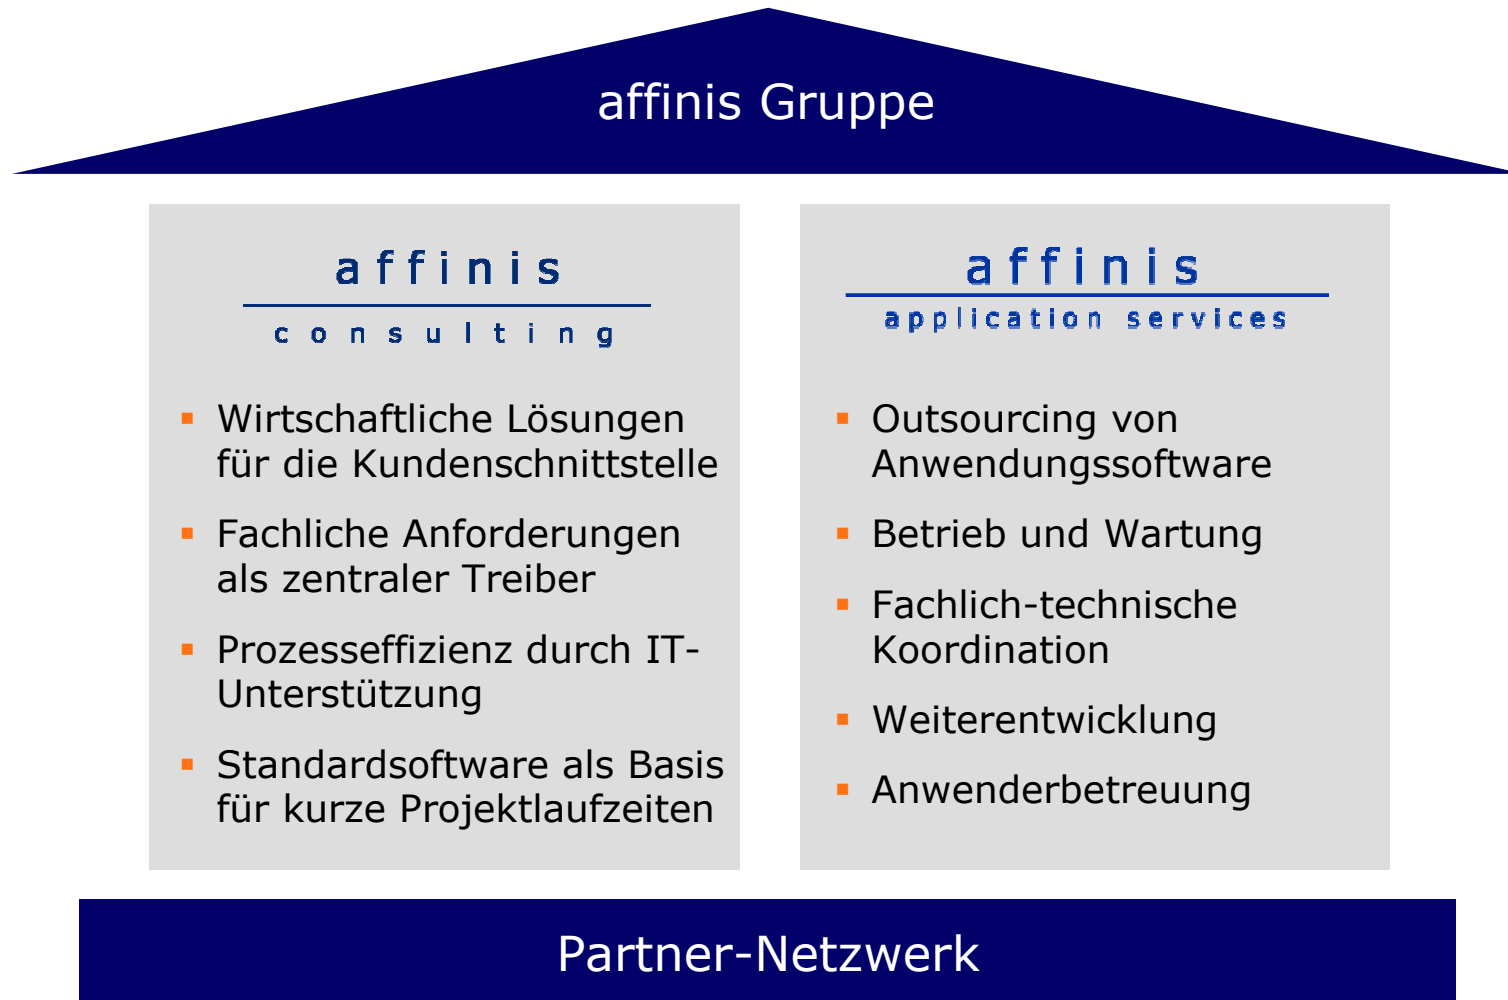 affinis Gruppe
affinis
consulting
Wirtschaftliche Lösungen
für die Kundenschnittstelle
Fachliche Anforderungen
als zentraler Treiber
Prozesseffizienz durch IT-
Unterstützung
Standardsoftware als Basis
für kurze Projektlaufzeiten
affinis
application services
Outsourcing von
Anwendungssoftware
Betrieb und Wartung
Fachlich-technische
Koordination
Weiterentwicklung
Anwenderbetreuung
Partner-Netzwerk